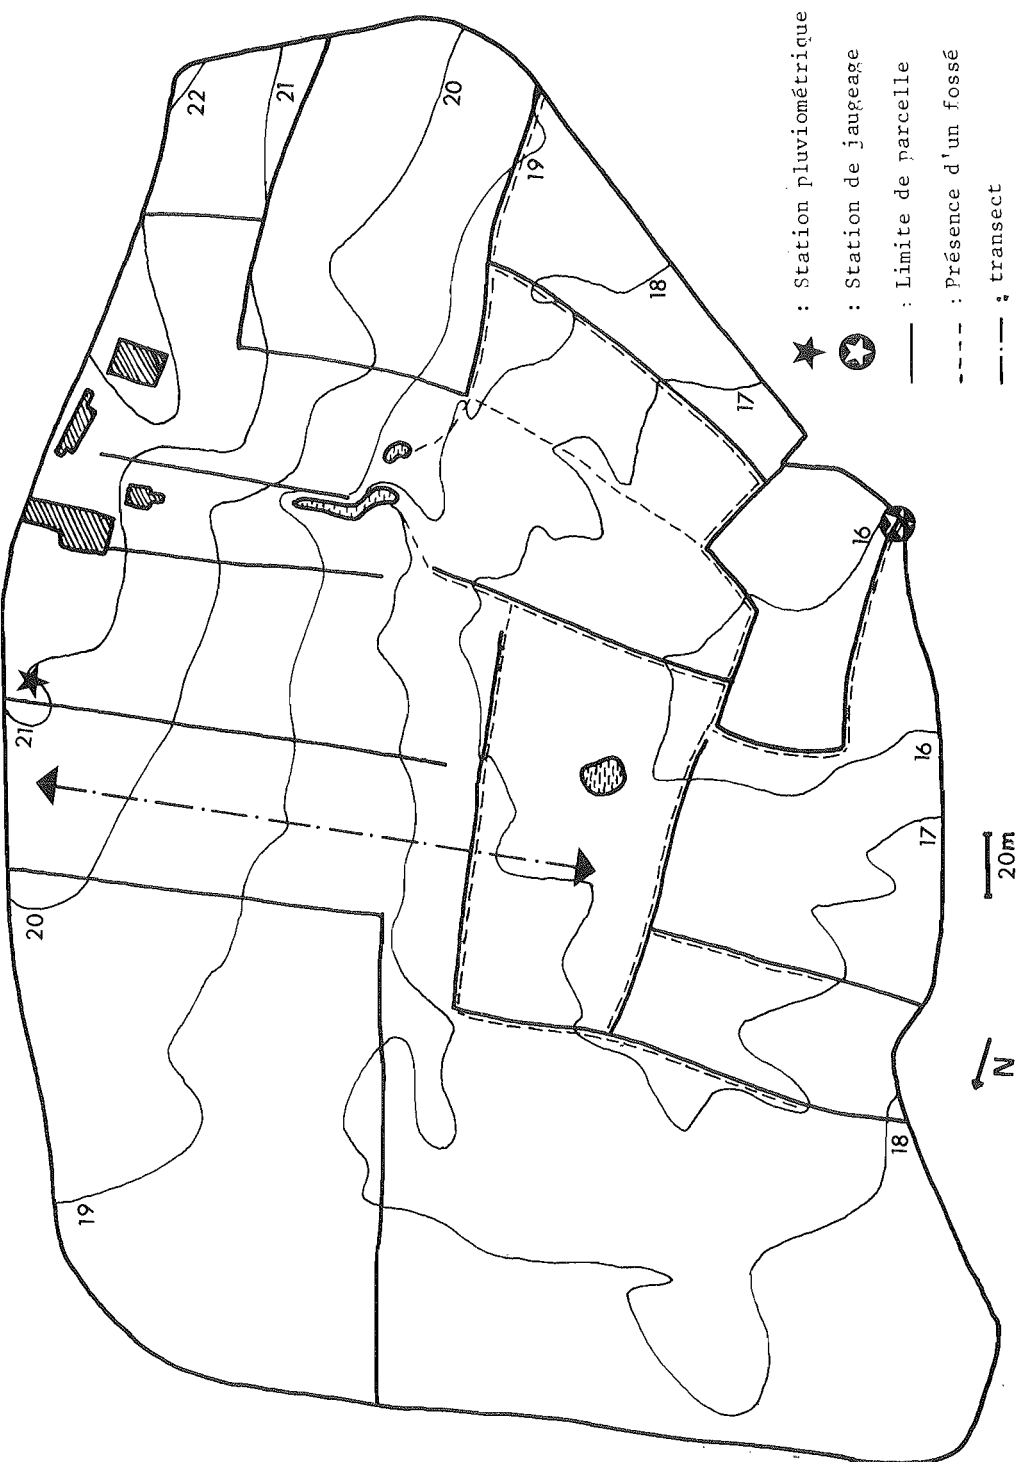 22
21
20
19
18
17
16
21
20
19
16
17
18
20m
N
: Station pluviométrique
: Station de jaugeage
: Limite de parcelle
: Présence d'un fossé
: transect